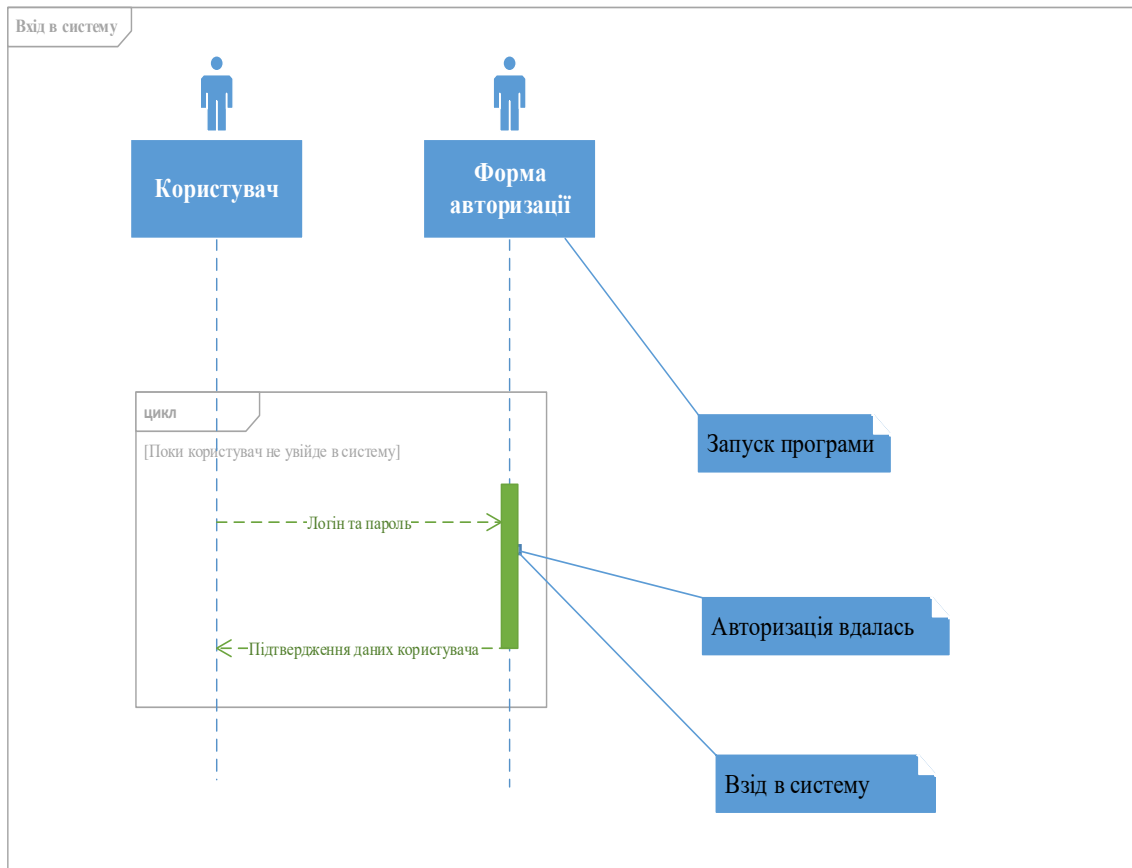 Вхід в систему
Користувач
Форма
авторизації
цикл
[Поки користувач не увійде в систему]
Запуск програми
Логін та пароль
Авторизація вдалась
Підтвердження даних користувача
Взід в систему